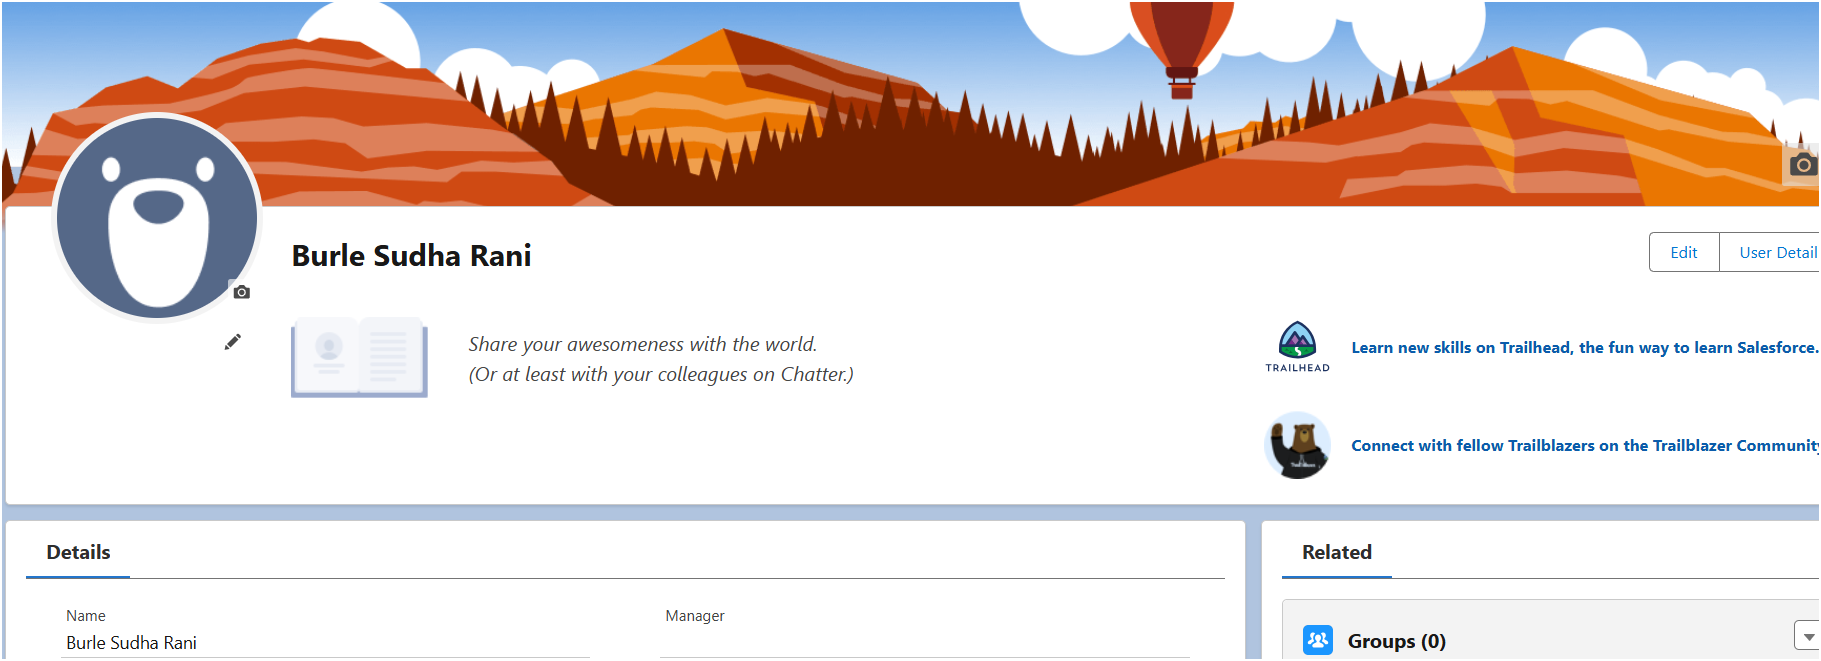 Burle Sudha Rani
Edit
User Detail
Share your awesomeness with the world.
(Or at least with your colleagues on Chatter.)
TRAILHEAD
Learn new skills on Trailhead, the fun way to learn Salesforce.
Connect with fellow Trailblazers on the Trailblazer Community
Details
Related
Name
Manager
Burle Sudha Rani
Groups (0)